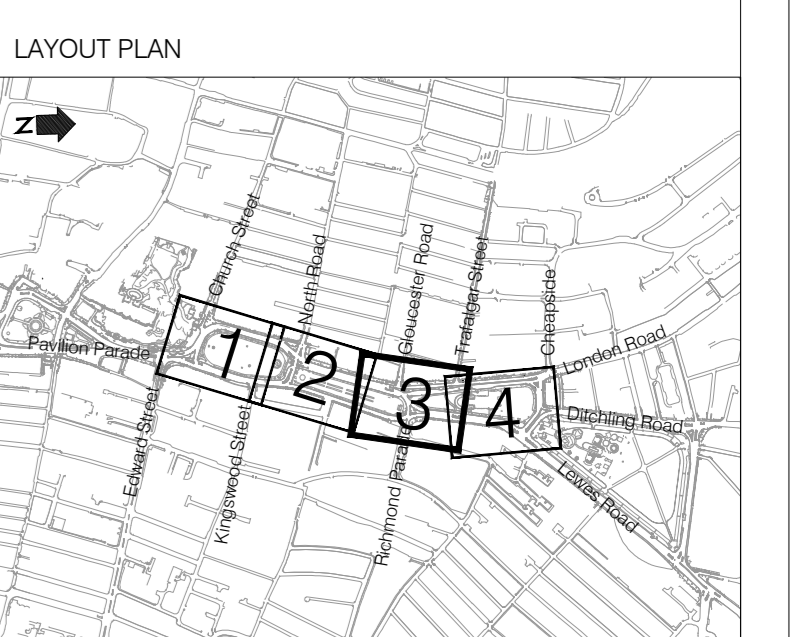 LAYOUT PLAN
N
Church Street
North Road
Gloucester Road
Trafalgar Street
Cheapside
London Road
Pavilion Parade
1
2
3
4
Ditchling Road
Edward Street
Kingswood Street
Richmond Parade
Lewes Road